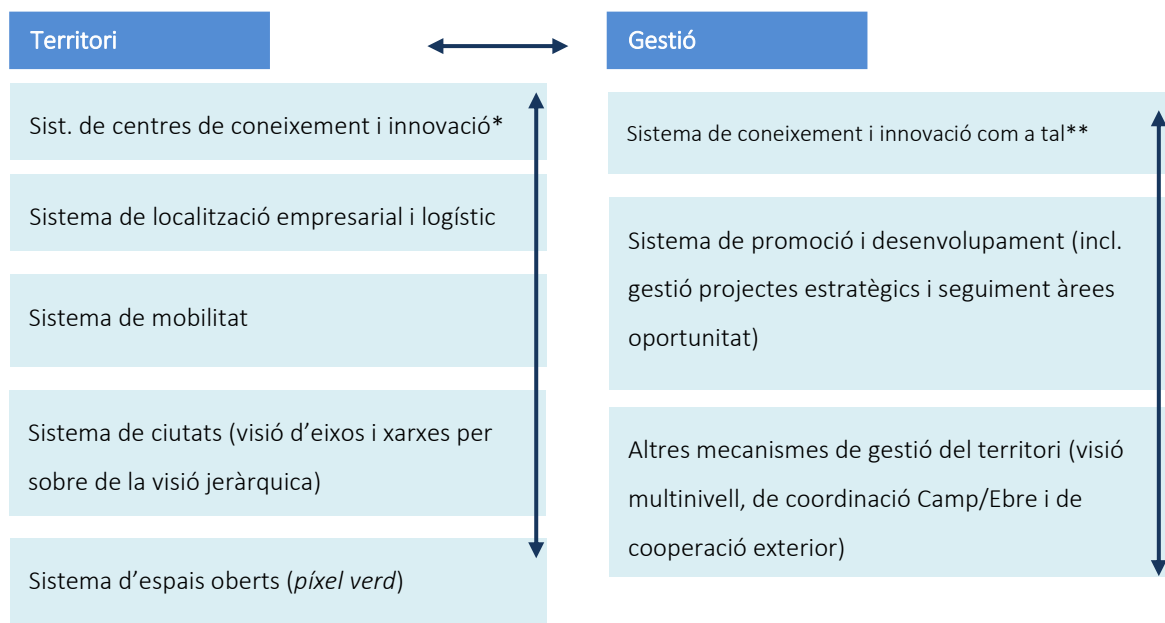 Territori
Sist. de centres de coneixement i innovació*
Sistema de localització empresarial i logístic
Sistema de mobilitat
Sistema de ciutats (visió d’eixos i xarxes per
sobre de la visió jeràrquica)
Sistema d’espais oberts (píxel verd)
Gestió
Sistema de coneixement i innovació com a tal**
Sistema de promoció i desenvolupament (incl.
gestió projectes estratègics i seguiment àrees
oportunitat)
Altres mecanismes de gestió del territori (visió
multinivell, de coordinació Camp/Ebre i de
cooperació exterior)